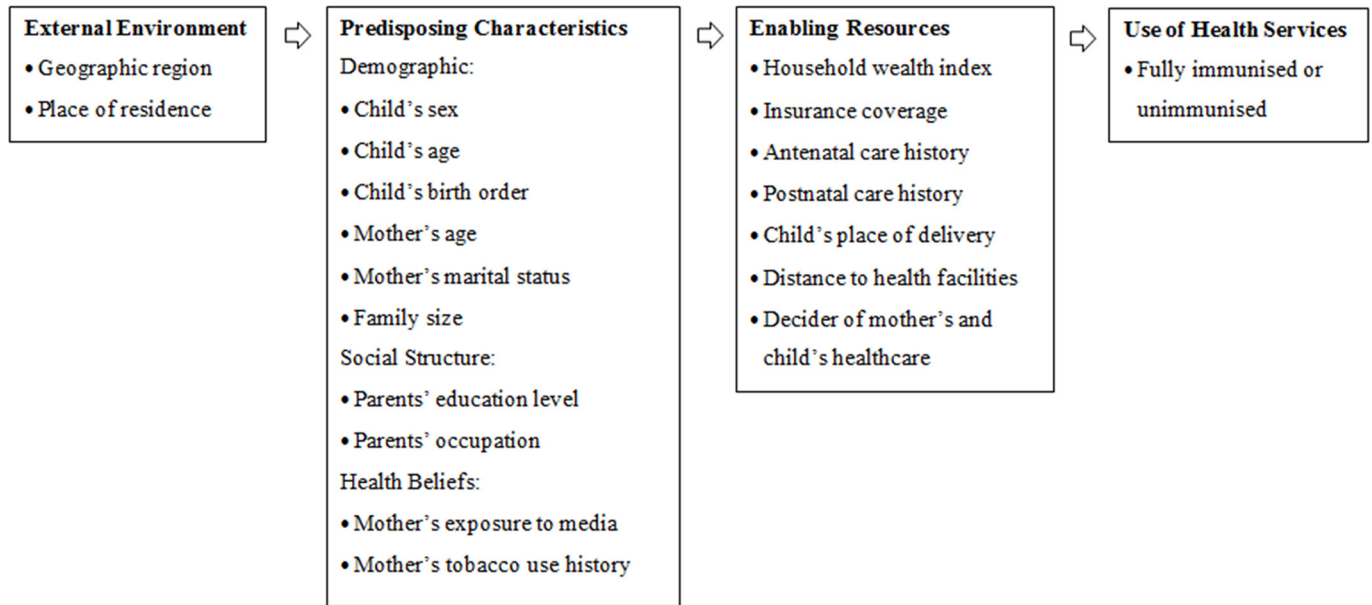 External Environment
• Geographic region
• Place of residence
Predisposing Characteristics
Demographic:
• Child’s sex
• Child’s age
• Child’s birth order
• Mother’s age
• Mother’s marital status
• Family size
Social Structure:
• Parents’ education level
• Parents’ occupation
Health Beliefs:
• Mother’s exposure to media
• Mother’s tobacco use history
Enabling Resources
• Household wealth index
• Insurance coverage
• Antenatal care history
• Postnatal care history
• Child’s place of delivery
• Distance to health facilities
• Decider of mother’s and
child’s healthcare
Use of Health Services
• Fully immunised or
unimmunised